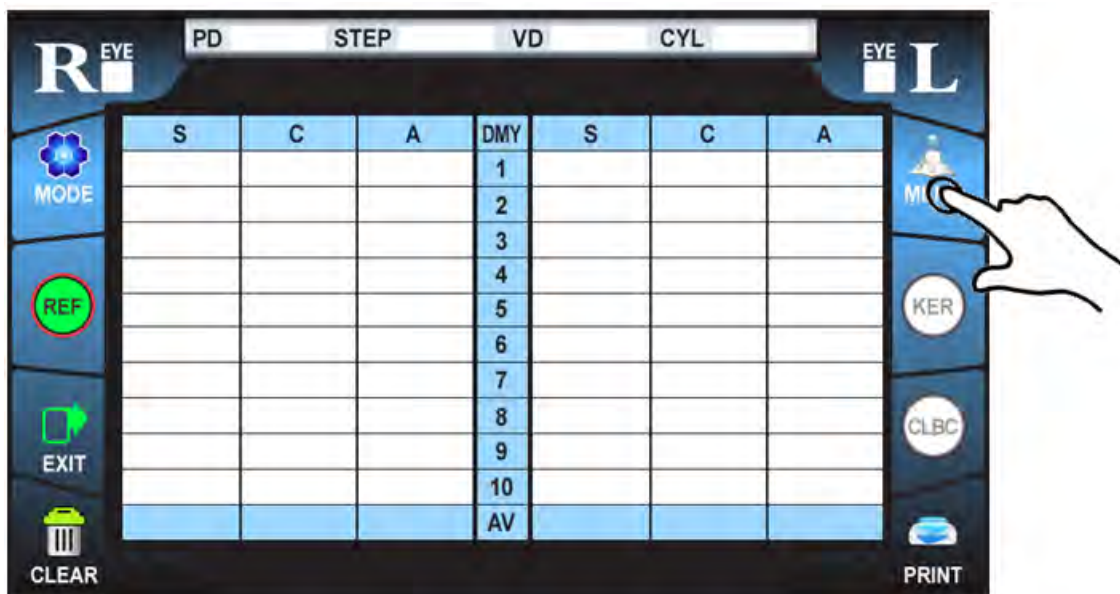 R EYE PD STEP VD CYL EYE L
S C A DMY S C A
1
MODE
2
3
4
REF 5 KER
6
7
8
CLBC
9
EXIT
10
AV
CLEAR PRINT